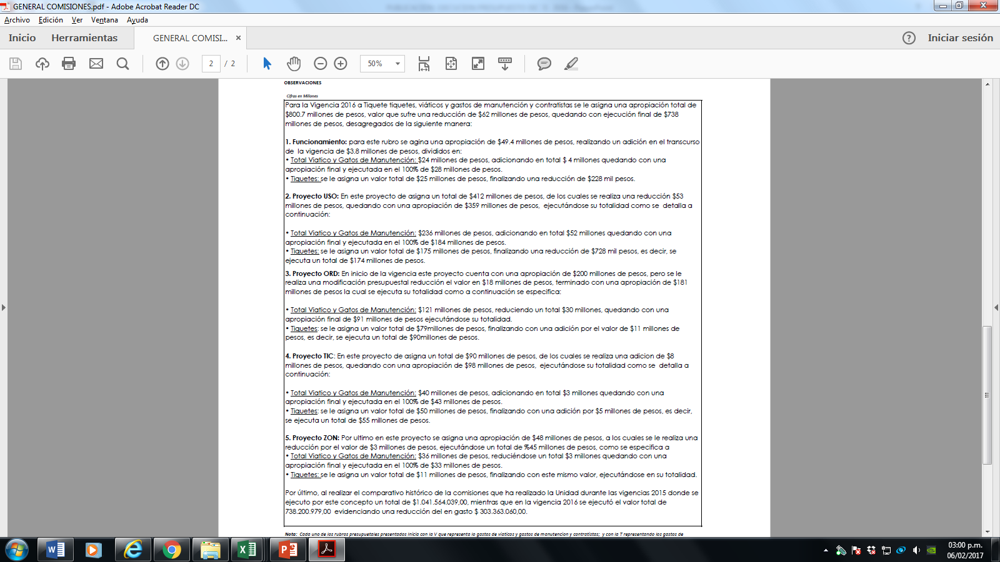 GENERAL COMISIONES.pdf - Adobe Acrobat Reader DC
Archivo Edición Ver Ventana Ayuda
Inicio Herramientas GENERAL COMISI... × ? Iniciar sesión
2 / 2 50%
OBSERVACIONES
Cifras en Millones
Para la Vigencia 2016 a Tiquete tiquetes, viáticos y gastos de manutención y contratistas se le asigna una apropiación total de
$800.7 millones de pesos, valor que sufre una reducción de $62 millones de pesos, quedando con ejecución final de $738
millones de pesos, desagregados de la siguiente manera:
1. Funcionamiento: para este rubro se agina una apropiación de $49.4 millones de pesos, realizando un adición en el transcurso
de la vigencia de $3.8 millones de pesos, divididos en:
• Total Viatico y Gatos de Manutención: $24 millones de pesos, adicionando en total $ 4 millones quedando con una
apropiación final y ejecutada en el 100% de $28 millones de pesos.
• Tiquetes: se le asigna un valor total de $25 millones de pesos, finalizando una reducción de $228 mil pesos.
2. Proyecto USO: En este proyecto de asigna un total de $412 millones de pesos, de los cuales se realiza una reducción $53
millones de pesos, quedando con una apropiación de $359 millones de pesos, ejecutándose su totalidad como se detalla a
continuación:
• Total Viatico y Gatos de Manutención: $236 millones de pesos, adicionando en total $52 millones quedando con una
apropiación final y ejecutada en el 100% de $184 millones de pesos.
• Tiquetes: se le asigna un valor total de $175 millones de pesos, finalizando una reducción de $728 mil pesos, es decir, se
ejecuta un total de $174 millones de pesos.
3. Proyecto ORD: En inicio de la vigencia este proyecto cuenta con una apropiación de $200 millones de pesos, pero se le
realiza una modificación presupuestal reducción el valor en $18 millones de pesos, terminado con una apropiación de $181
millones de pesos la cual se ejecuta su totalidad como a continuación se especifica:
• Total Viatico y Gatos de Manutención: $121 millones de pesos, reduciendo un total $30 millones, quedando con una
apropiación final de $91 millones de pesos ejecutándose su totalidad.
• Tiquetes: se le asigna un valor total de $79millones de pesos, finalizando con una adición por el valor de $11 millones de
pesos, es decir, se ejecuta un total de $90millones de pesos.
4. Proyecto TIC: En este proyecto de asigna un total de $90 millones de pesos, de los cuales se realiza una adicion de $8
millones de pesos, quedando con una apropiación de $98 millones de pesos, ejecutándose su totalidad como se detalla a
continuación:
• Total Viatico y Gatos de Manutención: $40 millones de pesos, adicionando en total $3 millones quedando con una
apropiación final y ejecutada en el 100% de $43 millones de pesos.
• Tiquetes: se le asigna un valor total de $50 millones de pesos, finalizando con una adición por $5 millones de pesos, es decir,
se ejecuta un total de $55 millones de pesos.
5. Proyecto ZON: Por ultimo en este proyecto se asigna una apropiación de $48 millones de pesos, a los cuales se le realiza una
reducción por el valor de $3 millones de pesos, ejecutándose un total de %45 millones de pesos, como se especifica a
• Total Viatico y Gatos de Manutención: $36 millones de pesos, reduciéndose un total $3 millones quedando con una
apropiación final y ejecutada en el 100% de $33 millones de pesos.
• Tiquetes: se le asigna un valor total de $11 millones de pesos, finalizando con este mismo valor, ejecutándose en su totalidad.
Por último, al realizar el comparativo histórico de la comisiones que ha realizado la Unidad durante las vigencias 2015 donde se
ejecuto por este concepto un total de $1.041.564.039,00, mientras que en la vigencia 2016 se ejecutó el valor total de
738.200.979,00 evidenciando una reducción del en gasto $ 303.363.060,00.
Nota: Cada uno de los rubros presupuetales presentados Inicia con la V que representa lo gastos de viaticos y gastos de manutencion y contratistas; y con la T representando los gastos de
03:00 p.m.
06/02/2017